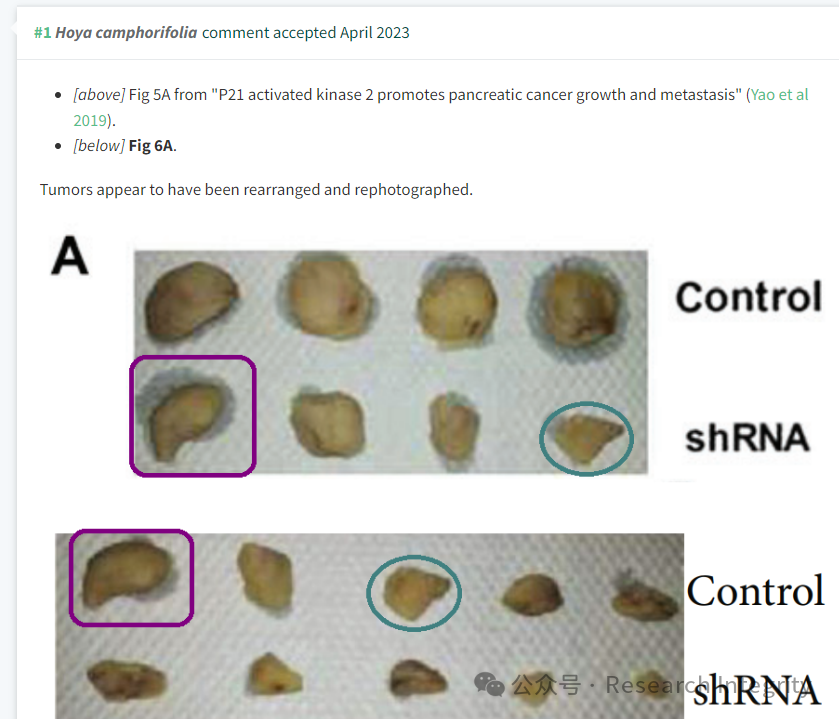 #1 Hoya camphorifolia comment accepted April 2023
[above] Fig 5A from "P21 activated kinase 2 promotes pancreatic cancer growth and metastasis" (Yao et al
2019).
[below] Fig 6A.
Tumors appear to have been rearranged and rephotographed.
A
Control
shRNA
Control
公众号 · Research Integrity
shRNA